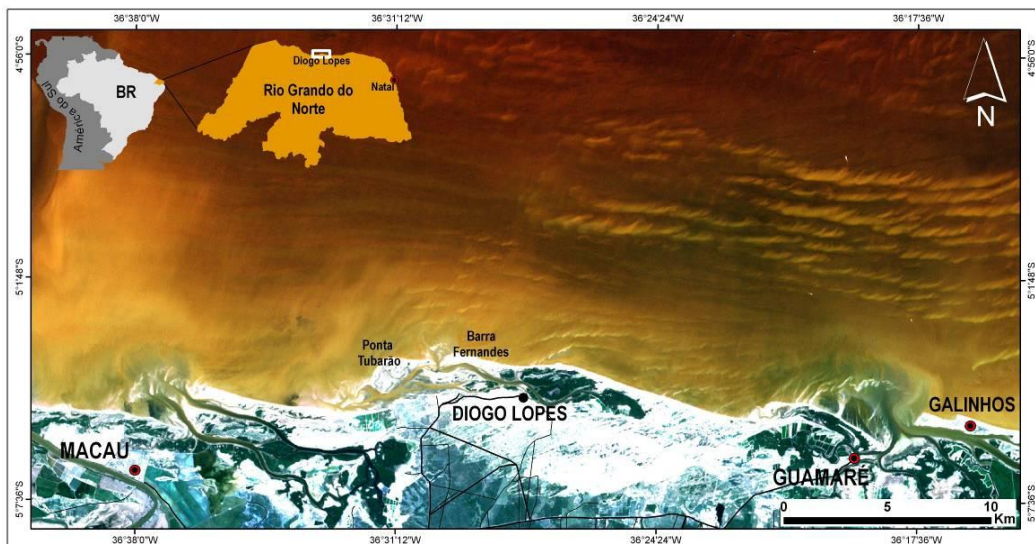 36°38'0"W 36°31'12"W 36°24'24"W 36°17'36"W
4°56'0"S
4°56'0"S
BR
América do Sul
Diogo Lopes
Natal
Rio Grando do
Norte
N
5°1'48"S
5°1'48"S
Ponta
Tubarão
Barra
Fernandes
DIOGO LOPES
GALINHOS
MACAU
GUAMARÉ
5°7'36"S
5°7'36"S
0 5 10
Km
36°38'0"W 36°31'12"W 36°24'24"W 36°17'36"W